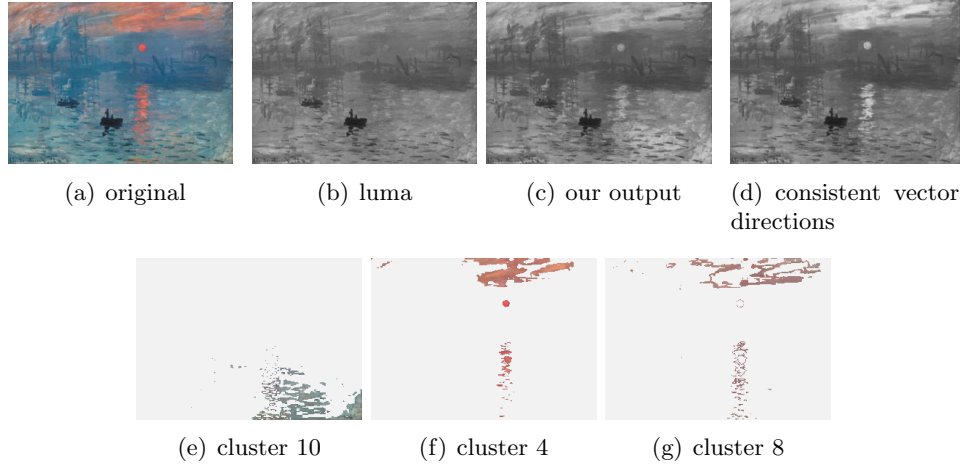 (a) original
(b) luma
(c) our output
(d) consistent vector
directions
(e) cluster 10
(f) cluster 4
(g) cluster 8